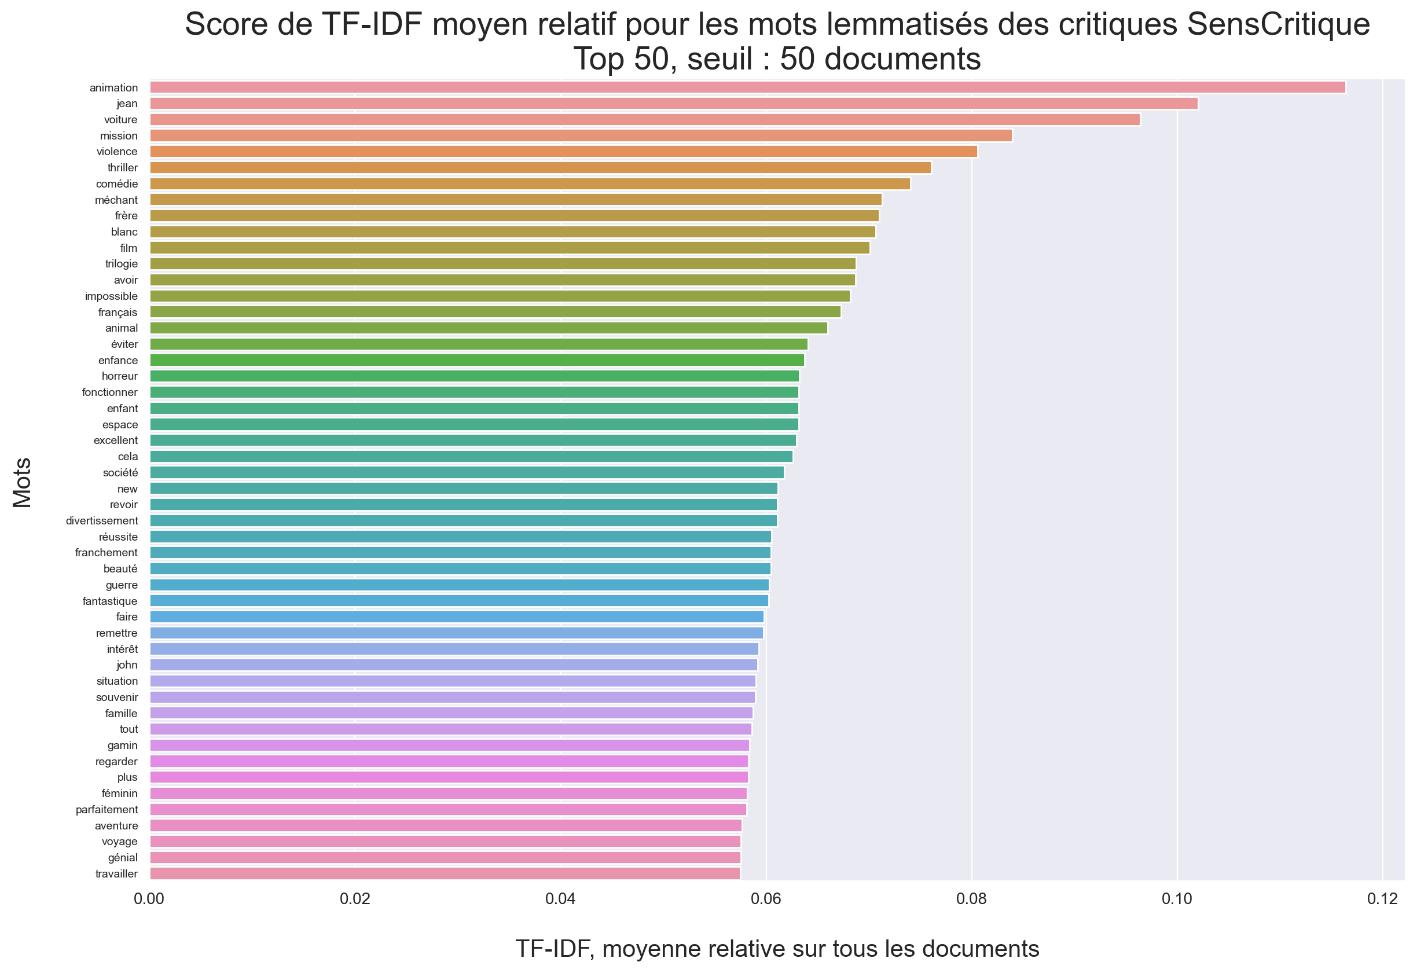 Score de TF-IDF moyen relatif pour les mots lemmatisés des critiques SensCritique
Top 50, seuil : 50 documents
animation
jean
voiture
mission
violence
thriller
comédie
méchant
frère
blanc
film
trilogie
avoir
impossible
français
animal
éviter
enfance
horreur
fonctionner
enfant
espace
excellent
cela
société
new
revoir
divertissement
réussite
franchement
beauté
guerre
fantastique
faire
remettre
intérêt
john
situation
souvenir
famille
tout
gamin
regarder
plus
féminin
parfaitement
aventure
voyage
génial
travailler
Mots
0.00 0.02 0.04 0.06 0.08 0.10 0.12
TF-IDF, moyenne relative sur tous les documents